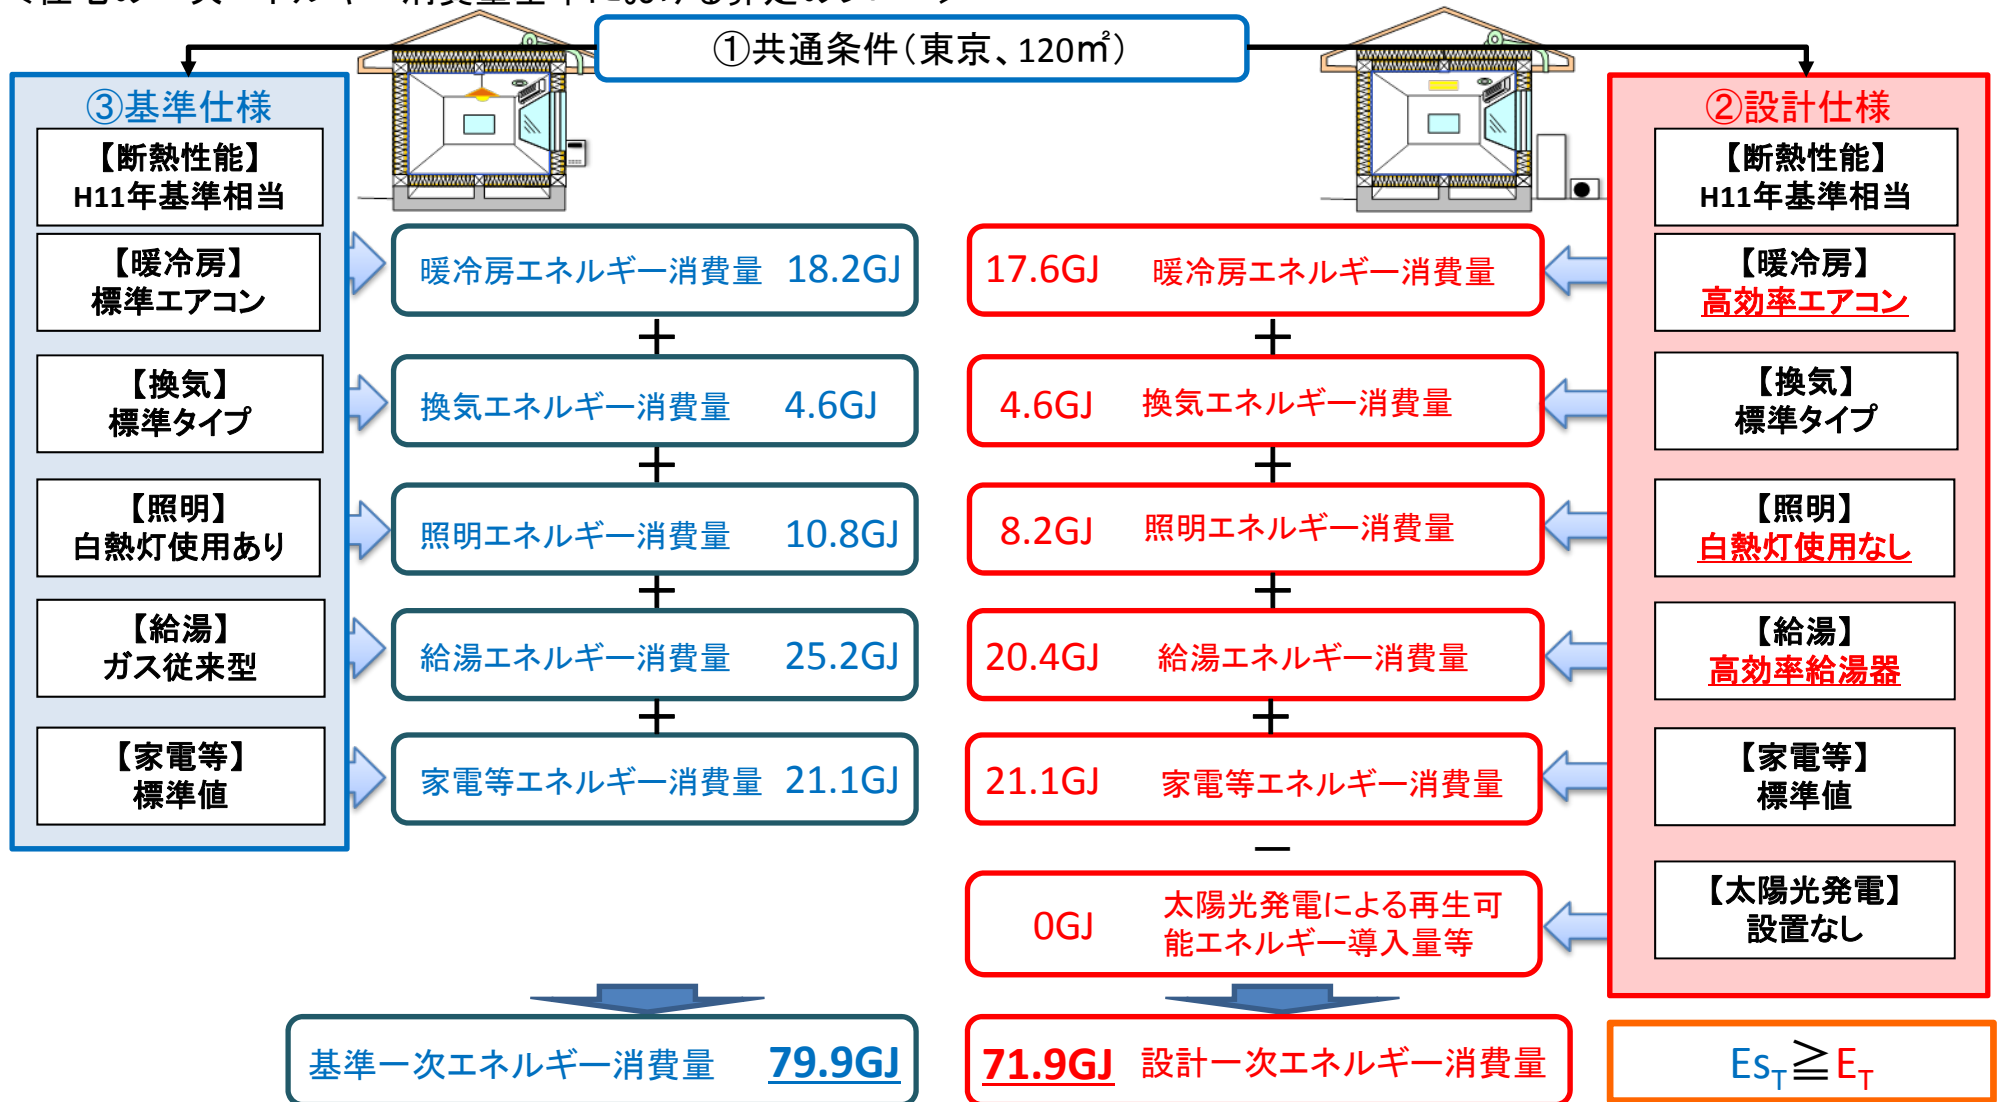 ①共通条件(東京、120㎡)
③基準仕様
【断熱性能】
H11年基準相当
【暖冷房】
標準エアコン
【換気】
標準タイプ
【照明】
白熱灯使用あり
【給湯】
ガス従来型
【家電等】
標準値
暖冷房エネルギー消費量 18.2GJ
+
換気エネルギー消費量 4.6GJ
+
照明エネルギー消費量 10.8GJ
+
給湯エネルギー消費量 25.2GJ
+
家電等エネルギー消費量 21.1GJ
基準一次エネルギー消費量 79.9GJ
17.6GJ 暖冷房エネルギー消費量
+
4.6GJ 換気エネルギー消費量
+
8.2GJ 照明エネルギー消費量
+
20.4GJ 給湯エネルギー消費量
+
21.1GJ 家電等エネルギー消費量
−
0GJ 太陽光発電による再生可
能エネルギー導入量等
71.9GJ 設計一次エネルギー消費量
②設計仕様
【断熱性能】
H11年基準相当
【暖冷房】
高効率エアコン
【換気】
標準タイプ
【照明】
白熱灯使用なし
【給湯】
高効率給湯器
【家電等】
標準値
【太陽光発電】
設置なし
EsT≧ET